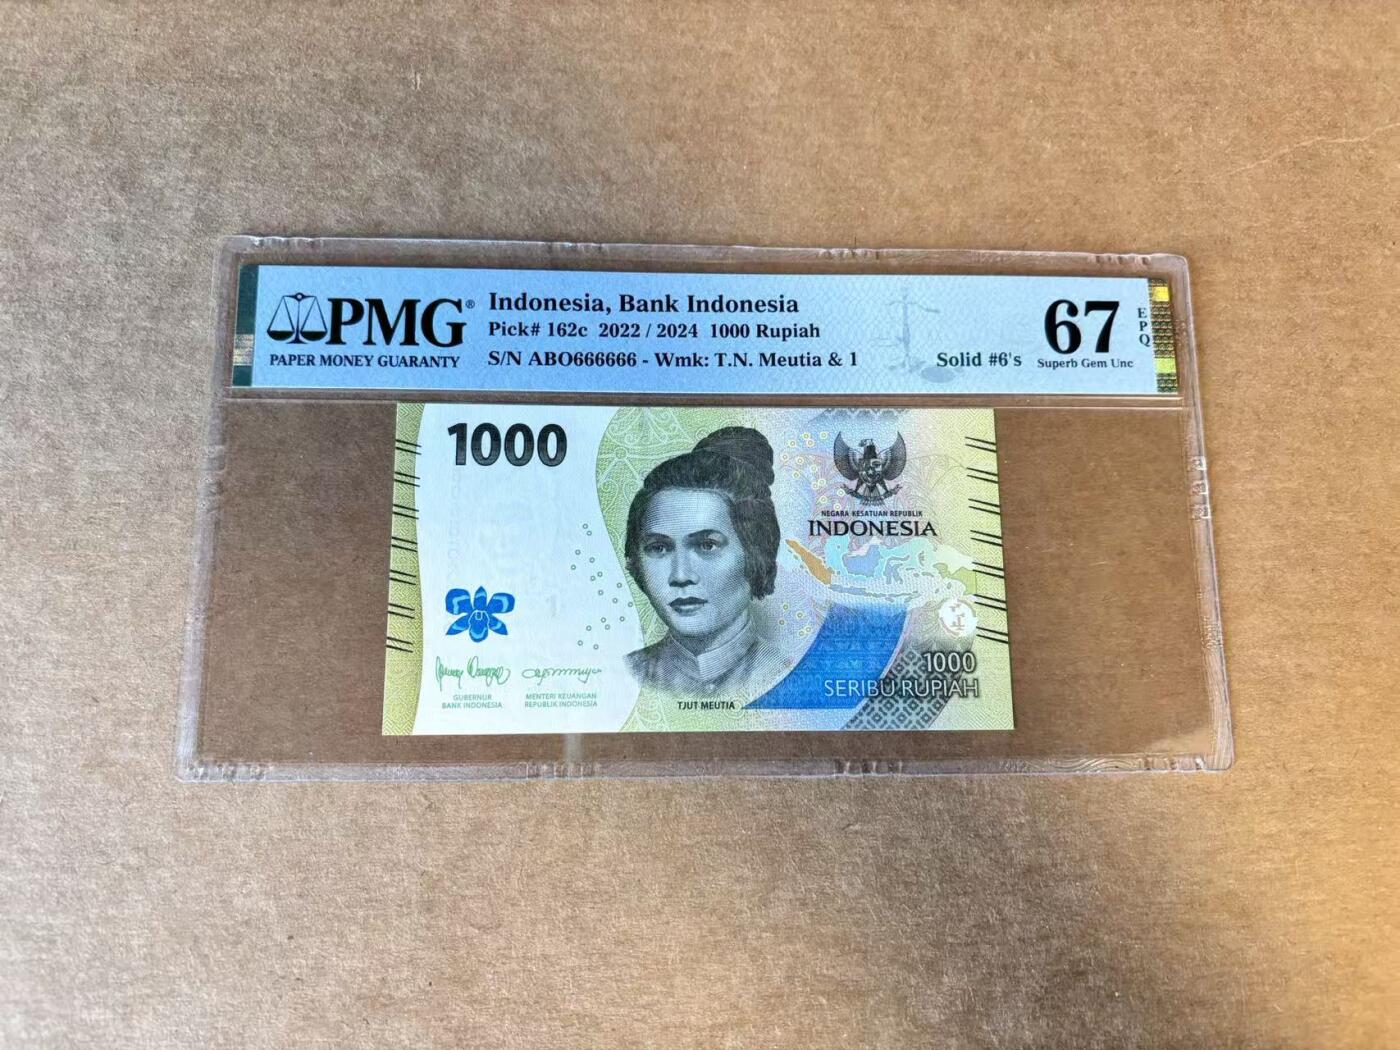 PMG®
PAPER MONEY GUARANTY
Indonesia, Bank Indonesia
Pick# 162c 2022 / 2024 1000 Rupiah
S/N ABO666666 - Wmk: T.N. Meutia & 1
Solid #6's
67
EPQ
Superb Gem Unc
1000
NEGARA KESATUAN REPUBLIK
INDONESIA
GUBERNUR
BANK INDONESIA
MENTERI KEUANGAN
REPUBLIK INDONESIA
TJUT MEUTIA
1000
SERIBU RUPIAH